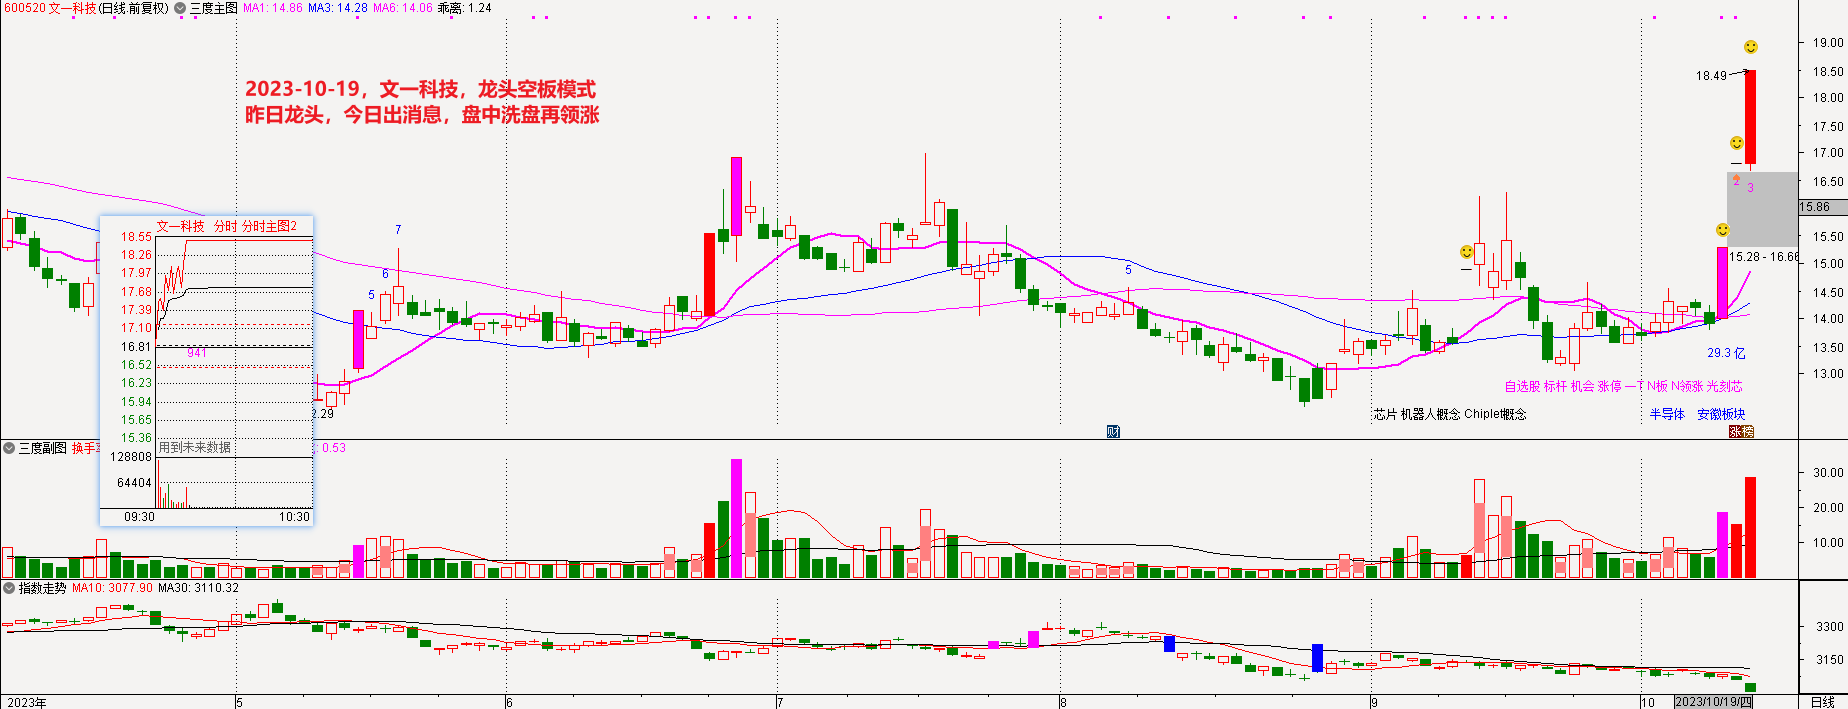 600520 文一科技(日线.前复权) 三度主图 MA1: 14.86 MA3: 14.28 MA6: 14.06 乖离: 1.24
2023-10-19，文一科技，龙头空板模式
昨日龙头，今日出消息，盘中洗盘再领涨
19.00
18.50
18.00
17.50
17.00
16.50
15.86
15.50
15.00
14.50
14.00
13.50
13.00
18.49
2 3
15.28 - 16.66
29.3 亿
自选股 标杆 机会 涨停 一T N板 N领涨 光刻芯
芯片 机器人概念 Chiplet概念 半导体 安徽板块
财
涨榜
5
6
7
5
2.29
文一科技 分时 分时主图2
18.55
18.26
17.97
17.68
17.39
17.10
16.81
16.52
16.23
15.94
15.65
15.36
941
用到未来数据
128808
64404
09:30 10:30
三度副图 换手 : 0.53
30.00
20.00
10.00
指数走势 MA10: 3077.90 MA30: 3110.32
3300
3150
2023年 5 6 7 8 9 10 2023/10/19/四 日线